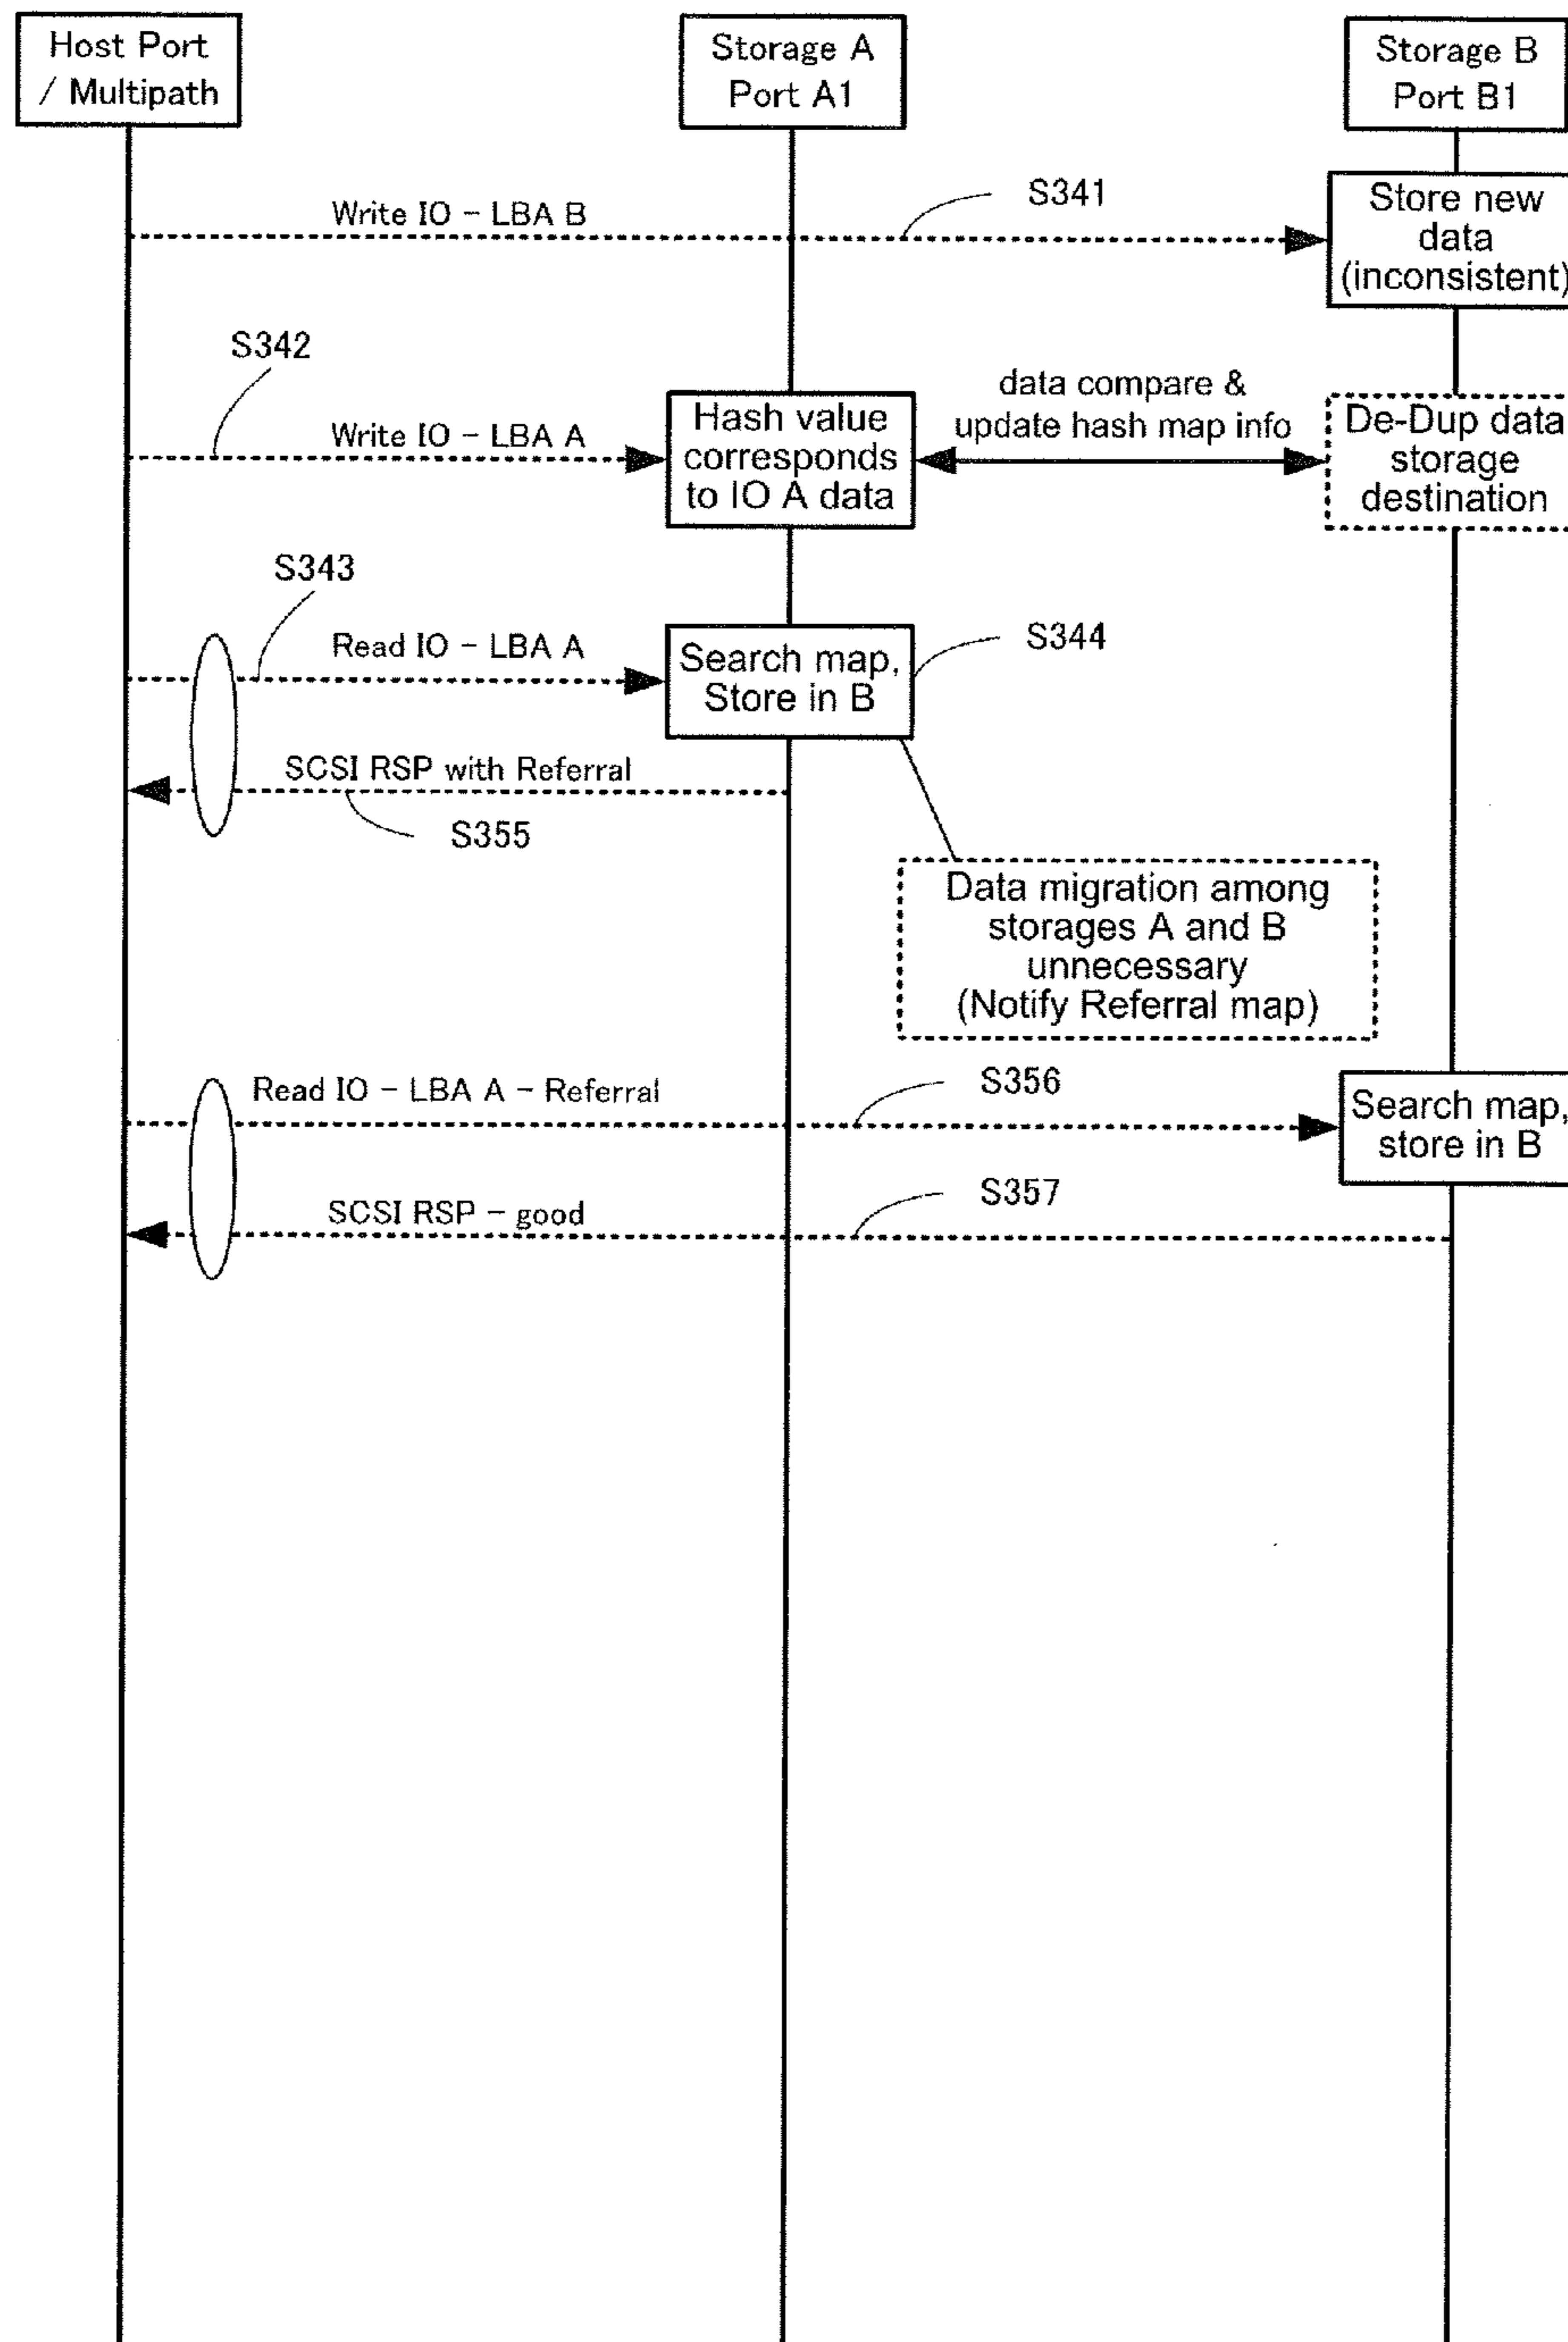 Host Port
/ Multipath
Storage A
Port A1
Storage B
Port B1
Write IO - LBA B
S341
Store new
data
(inconsistent)
S342
Write IO - LBA A
Hash value
corresponds
to IO A data
data compare &
update hash map info
De-Dup data
storage
destination
S343
Read IO - LBA A
Search map,
Store in B
S344
SCSI RSP with Referral
S355
Data migration among
storages A and B
unnecessary
(Notify Referral map)
Read IO - LBA A - Referral
S356
Search map,
store in B
S357
SCSI RSP - good